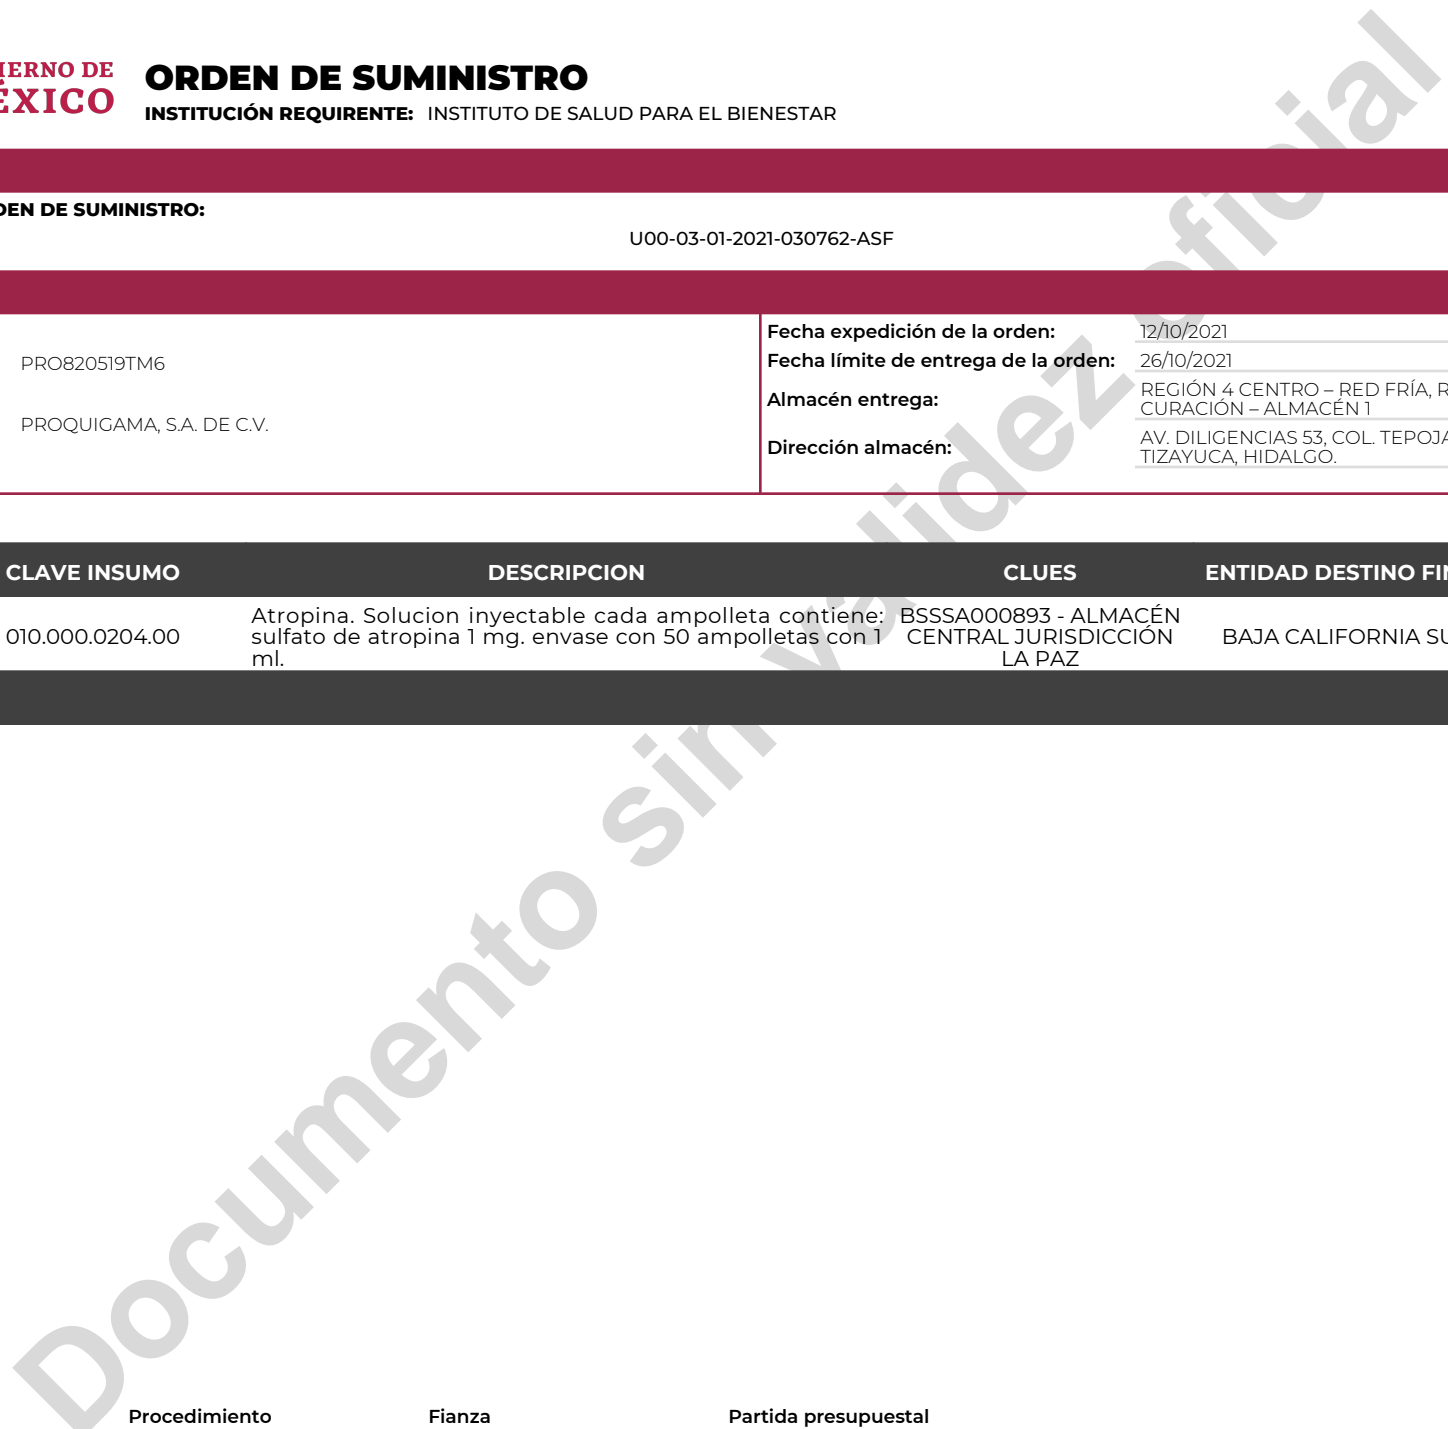 IERNO DE
ÉXICO
ORDEN DE SUMINISTRO
INSTITUCIÓN REQUIRENTE: INSTITUTO DE SALUD PARA EL BIENESTAR
DEN DE SUMINISTRO:
U00-03-01-2021-030762-ASF
PRO820519TM6
PROQUIGAMA, S.A. DE C.V.
Fecha expedición de la orden: 12/10/2021
Fecha límite de entrega de la orden: 26/10/2021
Almacén entrega: REGIÓN 4 CENTRO – RED FRÍA, R
CURACIÓN – ALMACÉN 1
Dirección almacén: AV. DILIGENCIAS 53, COL. TEPOJA
TIZAYUCA, HIDALGO.
CLAVE INSUMO DESCRIPCION CLUES ENTIDAD DESTINO FIN
010.000.0204.00
Atropina. Solucion inyectable cada ampolleta contiene:
sulfato de atropina 1 mg. envase con 50 ampolletas con 1
ml.
BSSSA000893 - ALMACÉN
CENTRAL JURISDICCIÓN
LA PAZ
BAJA CALIFORNIA SU
Documento sin validez oficial
Procedimiento Fianza Partida presupuestal